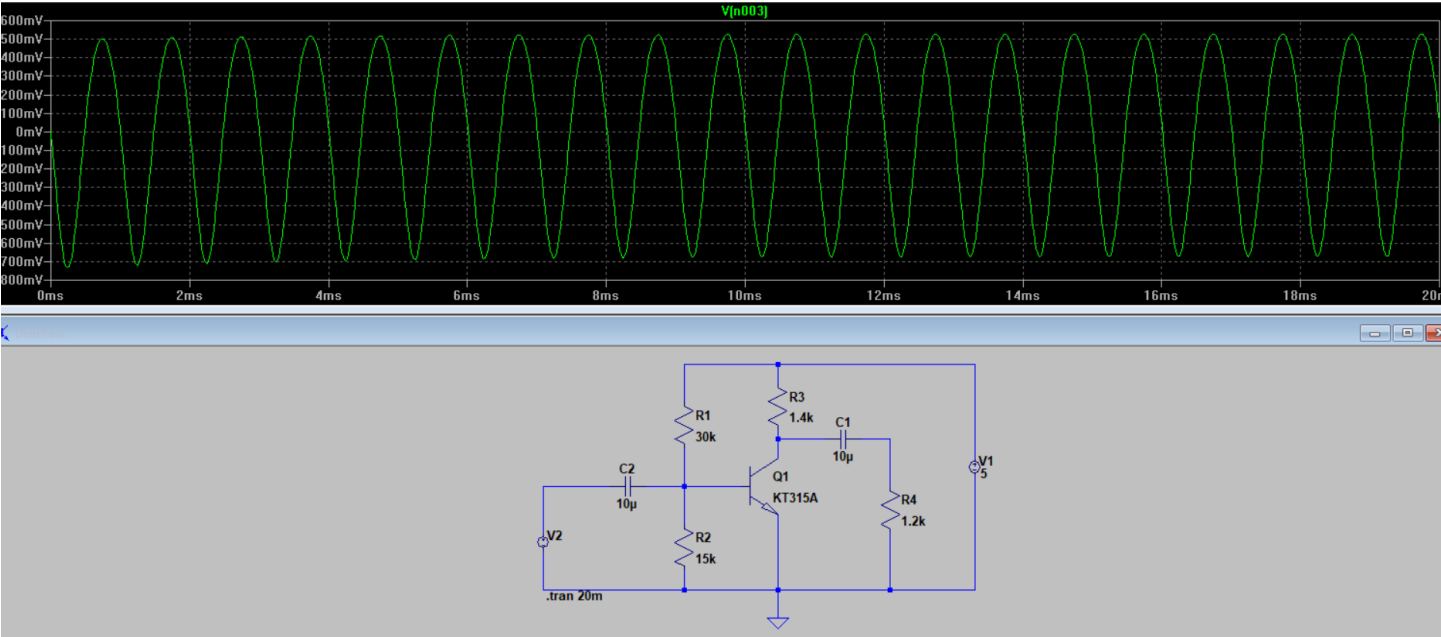 V(n003)
600mV
500mV
400mV
300mV
200mV
100mV
0mV
100mV
200mV
300mV
400mV
500mV
600mV
700mV
800mV
0ms 2ms 4ms 6ms 8ms 10ms 12ms 14ms 16ms 18ms 20
R3
1.4k
R1
30k
C1
10µ
V1
5
C2
10µ
Q1
KT315A
R4
1.2k
V2
R2
15k
.tran 20m